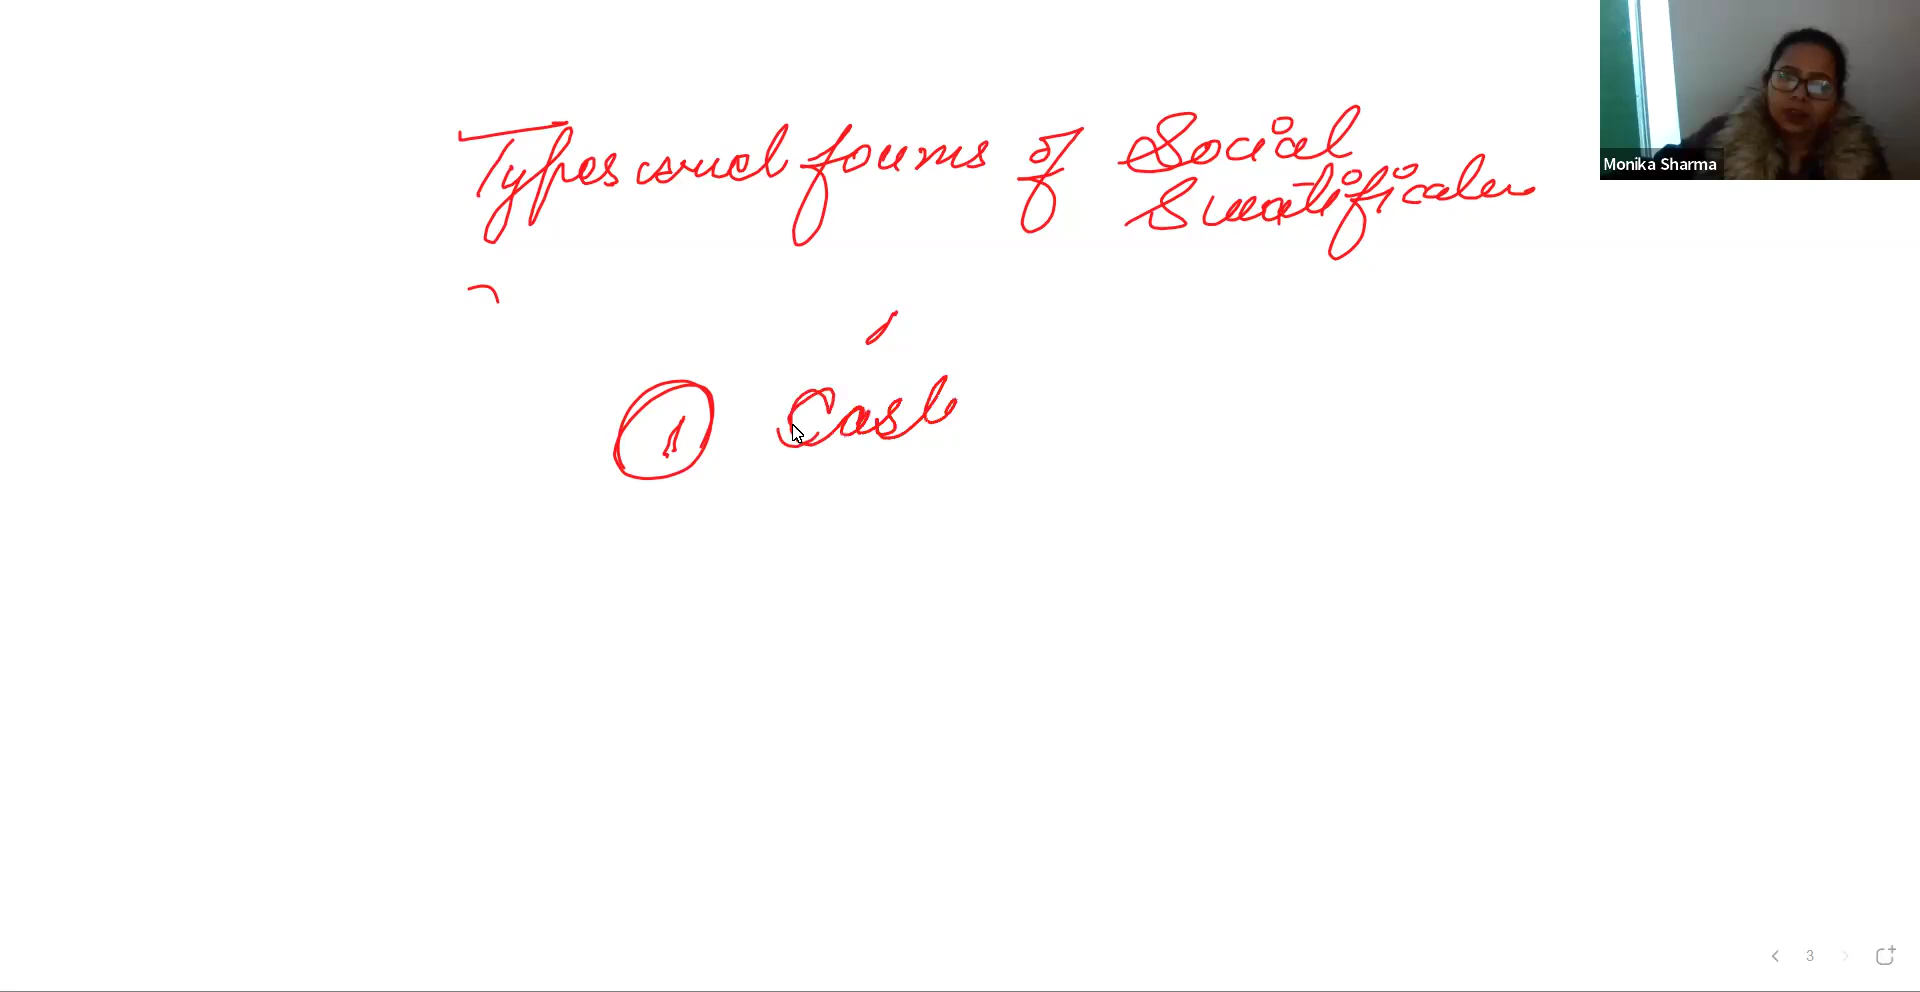 Types and forms of Social
Stratification
① Caste
Monika Sharma
3